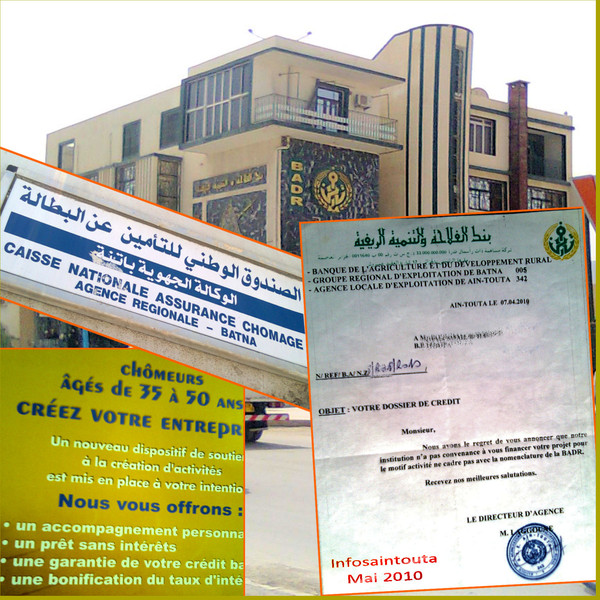 BADR
الصندوق الوطني للتأمين عن البطالة
الوكالة الجهوية بباتنة
CAISSE NATIONALE ASSURANCE CHOMAGE
AGENCE REGIONALE – BATNA
CHÔMEURS
ÂGÉS DE 35 À 50 ANS
CRÉEZ VOTRE ENTREPR
Un nouveau dispositif de soutie
à la création d'activités
est mis en place à votre intentio
Nous vous offrons :
• un accompagnement personna
• un prêt sans intérêts
• une garantie de votre crédit ba
• une bonification du taux d'inté
بنك الفلاحة والتنمية الريفية
- BANQUE DE L'AGRICULTURE ET DU DEVELOPPEMENT RURAL
- GROUPE REGIONAL D'EXPLOITATION DE BATNA 008
- AGENCE LOCALE D'EXPLOITATION DE AIN-TOUTA 342
AIN-TOUTA LE 07.04.2010
A M
B.P
N/REF/B.A/N.
OBJET : VOTRE DOSSIER DE CREDIT
Monsieur.
Nous avons le regret de vous annoncer que notre
institution n'a pas convenance à vous financer votre projet pour
le motif activité ne cadre pas avec la nomenclature de la BADR.
Recevez nos meilleures salutations.
LE DIRECTEUR D'AGENCE
M. LAGGOUNE
Infosaintouta
Mai 2010